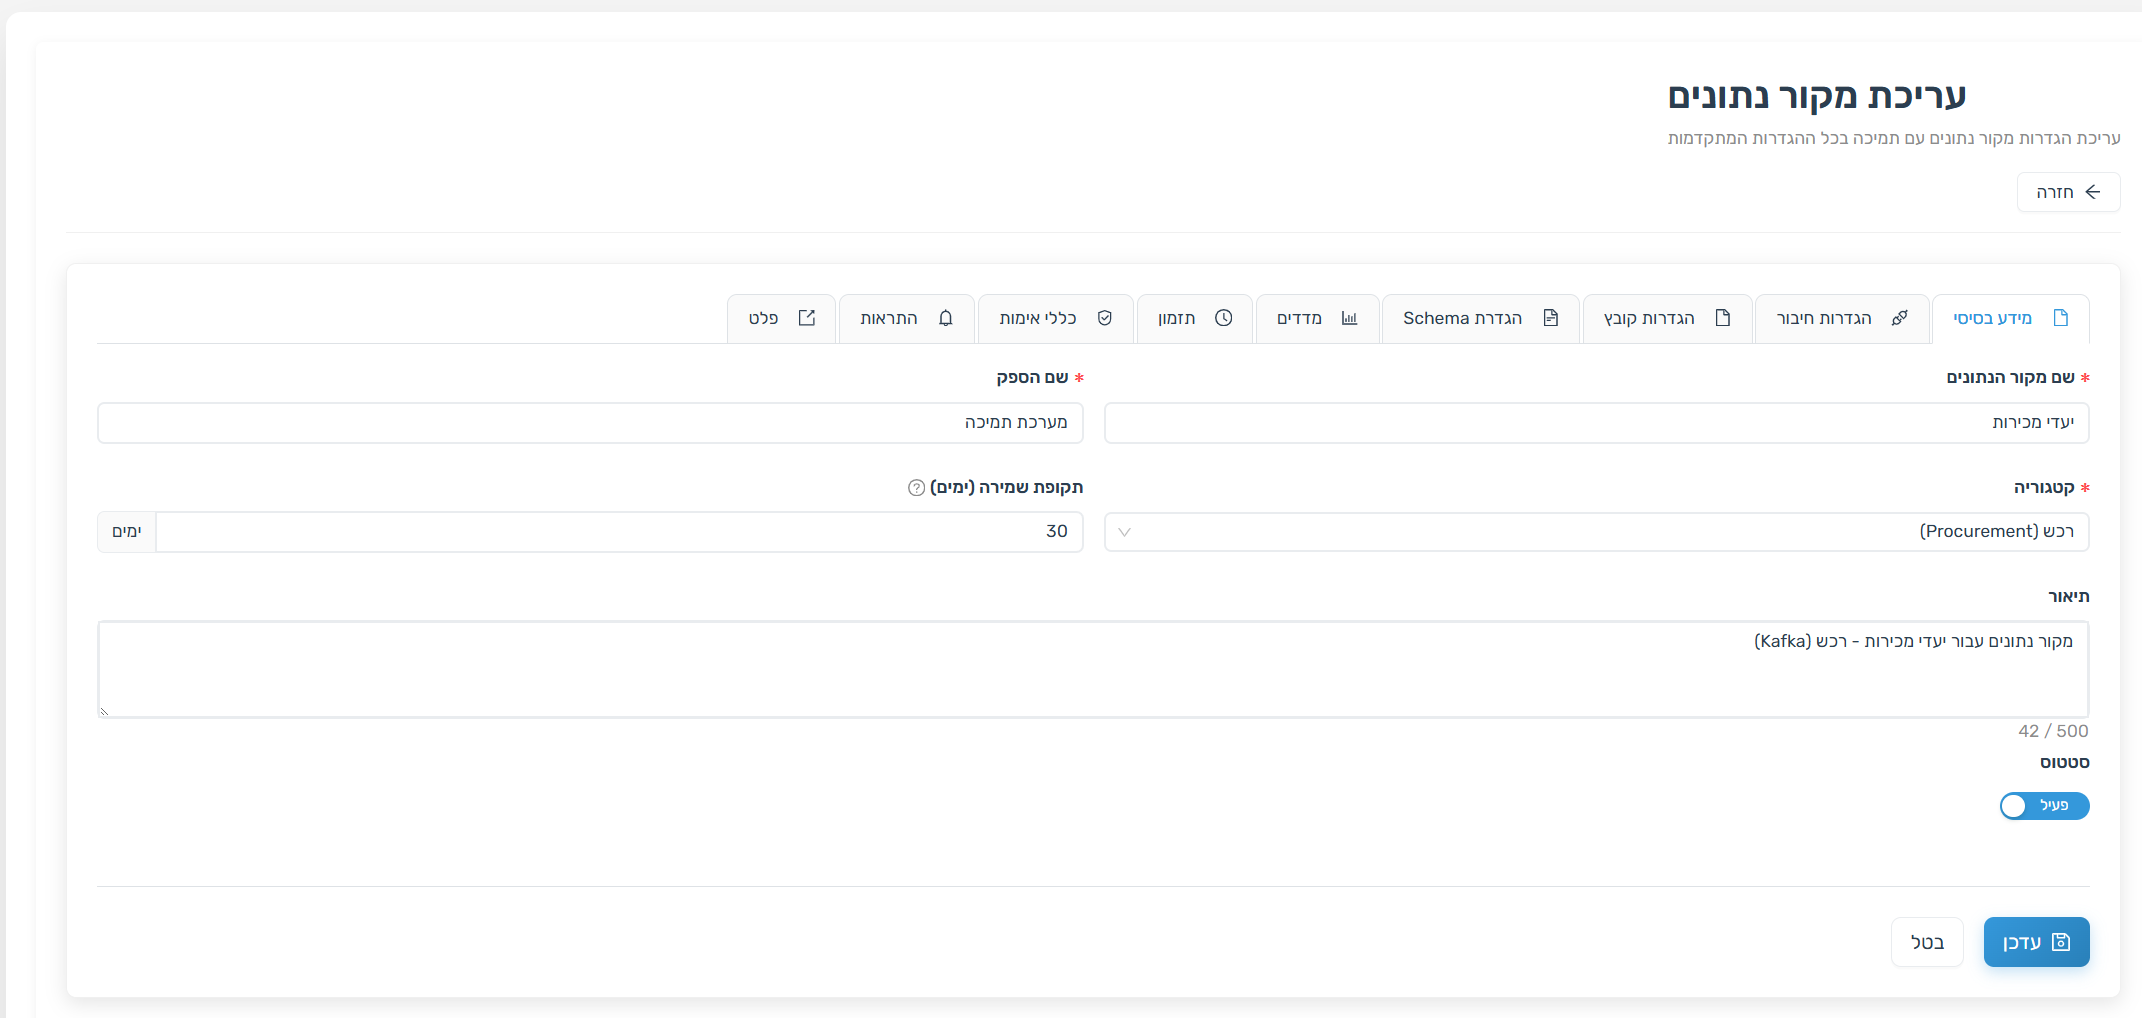 עריכת מקור נתונים
עריכת הגדרות מקור נתונים עם תמיכה בכל ההגדרות המתקדמות
חזרה
מידע בסיסי
הגדרות חיבור
הגדרות קובץ
הגדרת Schema
מדדים
תזמון
כללי אימות
התראות
פלט
* שם מקור הנתונים
יעדי מכירות
* שם הספק
מערכת תמיכה
* קטגוריה
רכש (Procurement)
תקופת שמירה (ימים)
30
ימים
תיאור
מקור נתונים עבור יעדי מכירות - רכש (Kafka)
42 / 500
סטטוס
פעיל
עדכן
בטל